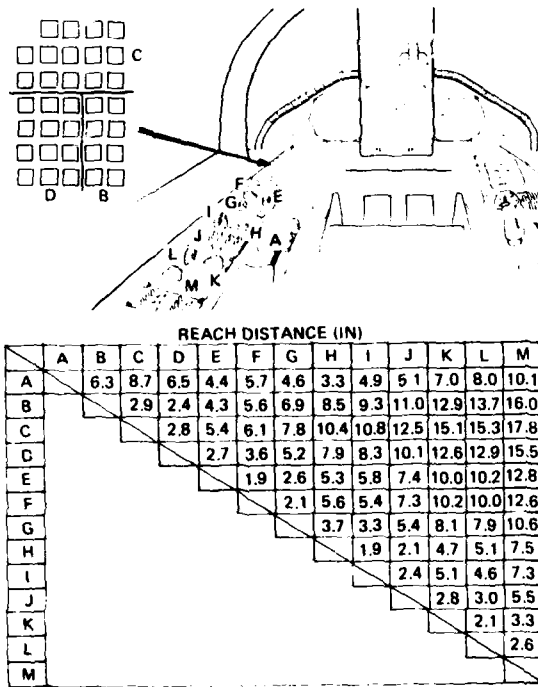 C
D B
F
G E
I
J H A
L
M K
REACH DISTANCE (IN)
A B C D E F G H I J K L M
A 6.3 8.7 6.5 4.4 5.7 4.6 3.3 4.9 5.1 7.0 8.0 10.1
B 2.9 2.4 4.3 5.6 6.9 8.5 9.3 11.0 12.9 13.7 16.0
C 2.8 5.4 6.1 7.8 10.4 10.8 12.5 15.1 15.3 17.8
D 2.7 3.6 5.2 7.9 8.3 10.1 12.6 12.9 15.5
E 1.9 2.6 5.3 5.8 7.4 10.0 10.2 12.8
F 2.1 5.6 5.4 7.3 10.2 10.0 12.6
G 3.7 3.3 5.4 8.1 7.9 10.6
H 1.9 2.1 4.7 5.1 7.5
I 2.4 5.1 4.6 7.3
J 2.8 3.0 5.5
K 2.1 3.3
L 2.6
M